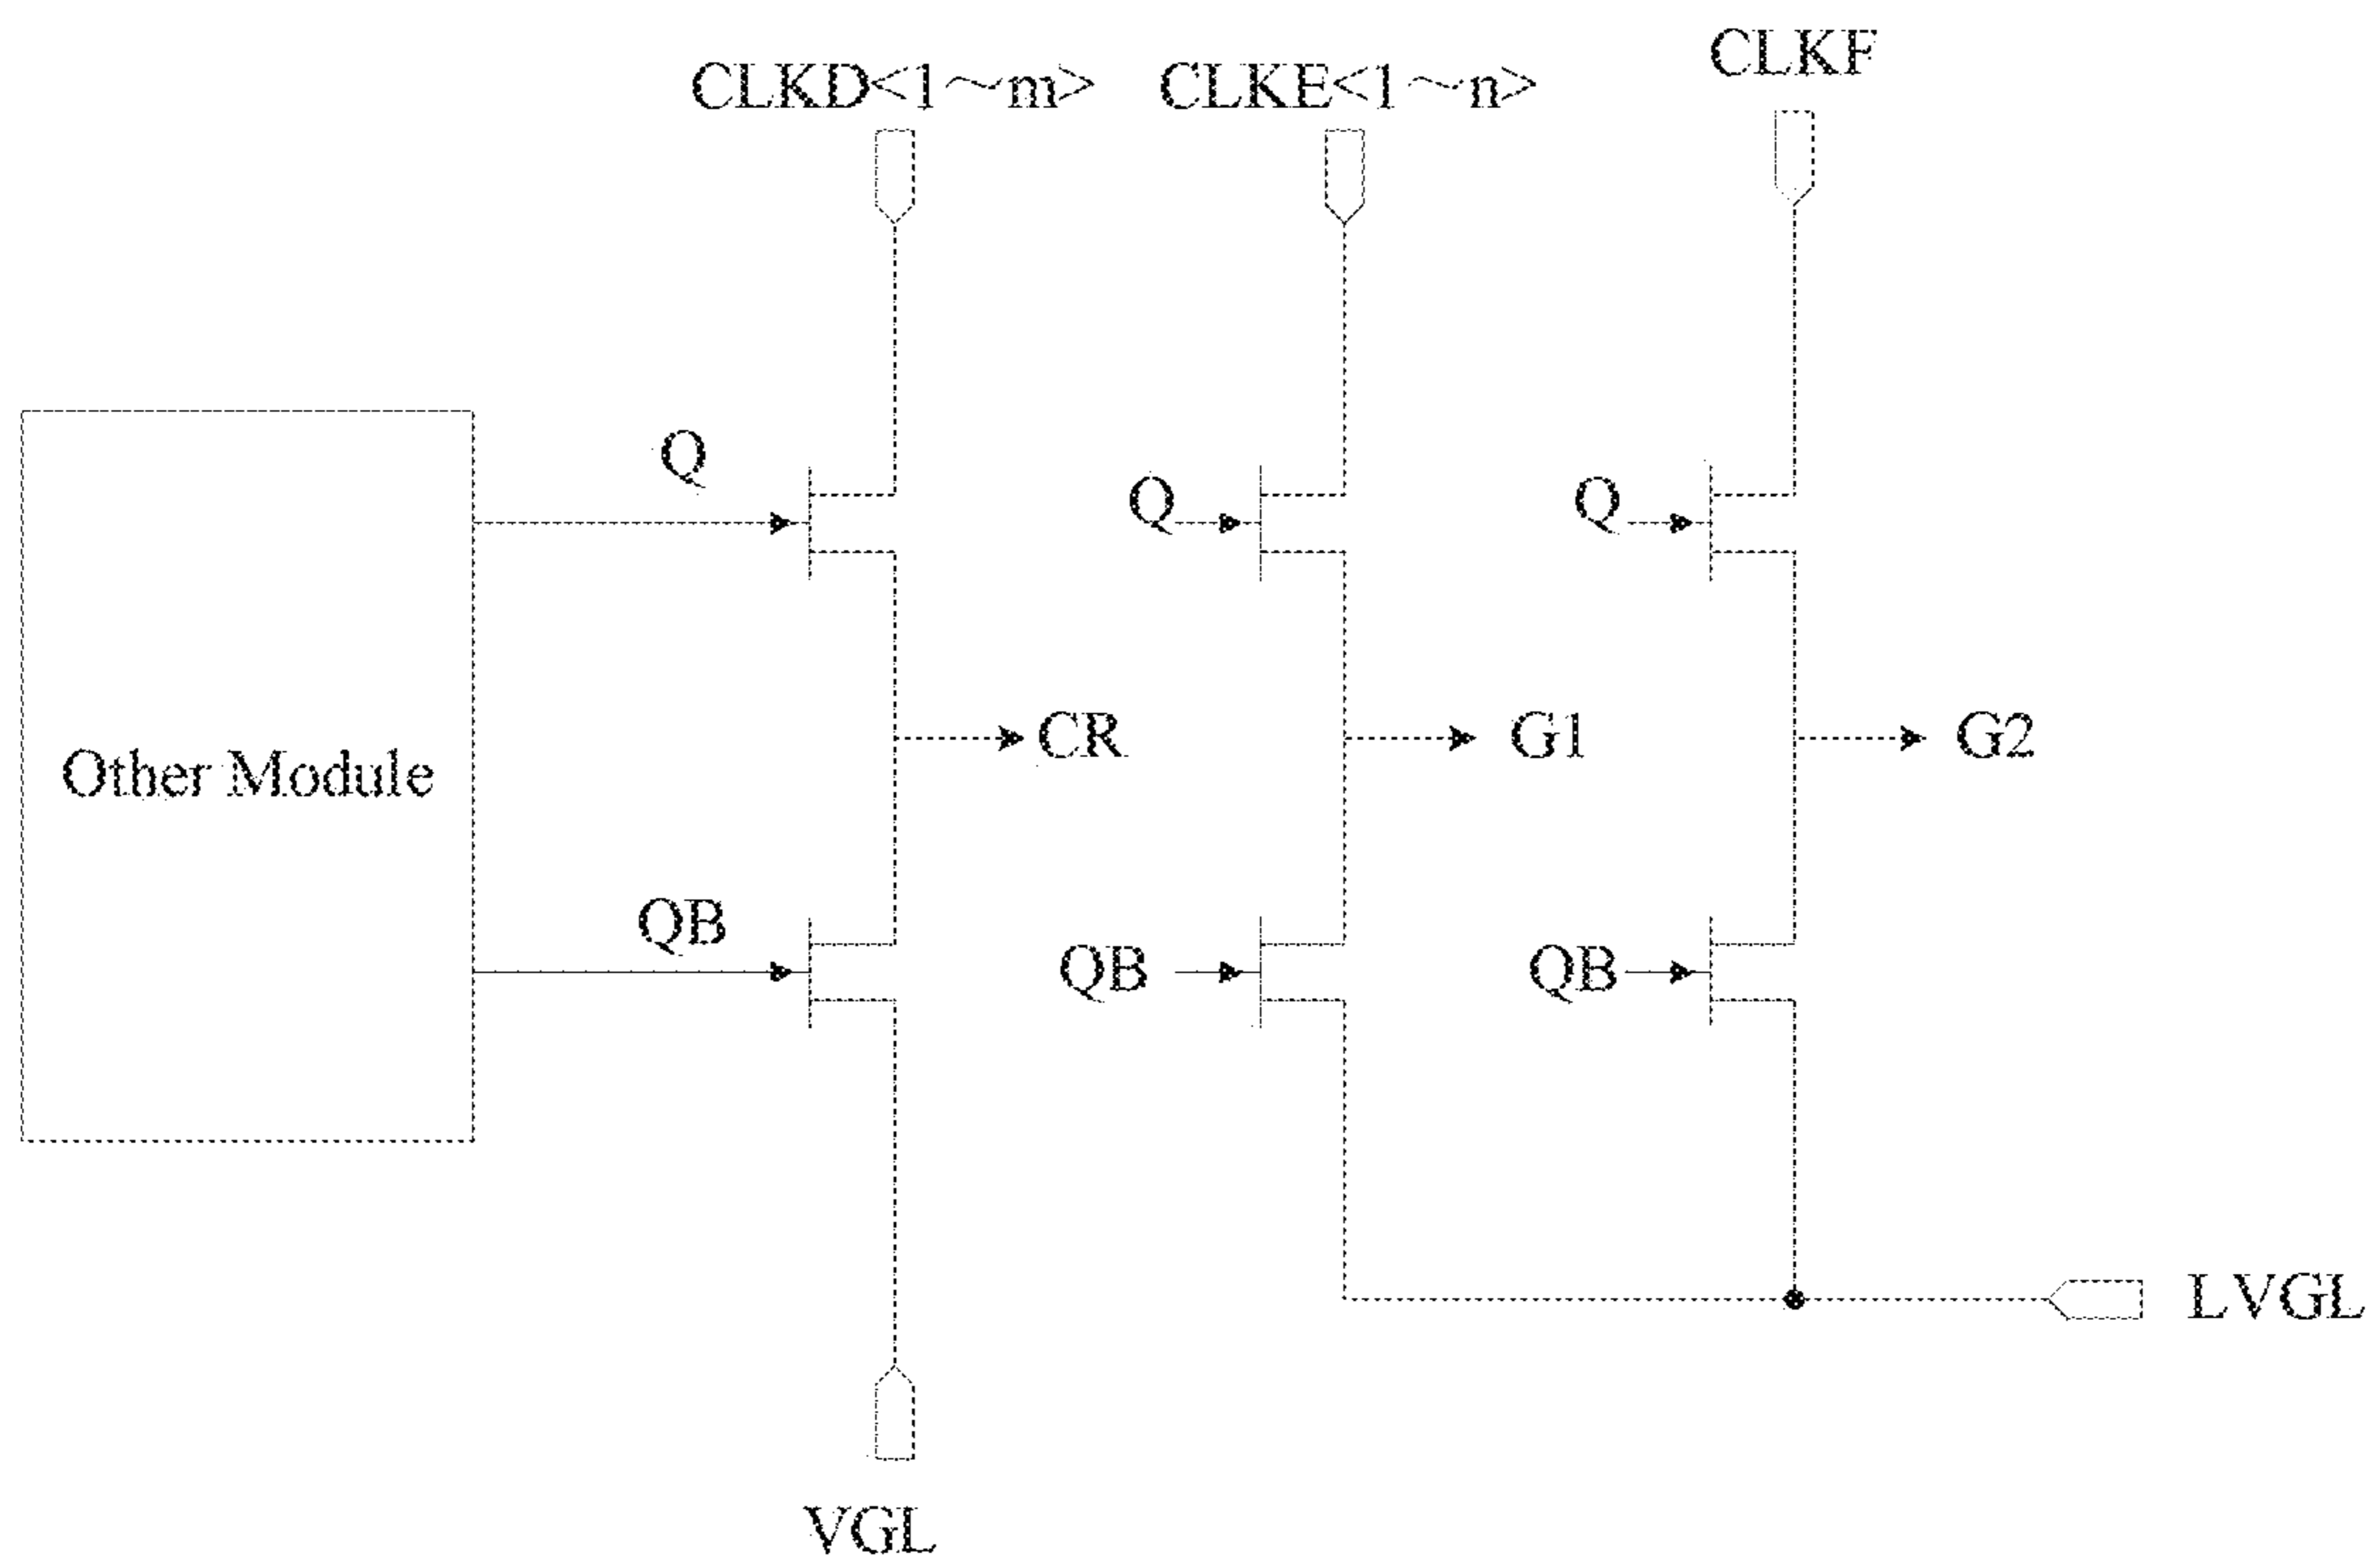 CLKF
CLKD<1～m>
CLKE<1～n>
Q
Q
Q
CR
G1
G2
Other Module
QB
QB
QB
LVGL
VGL